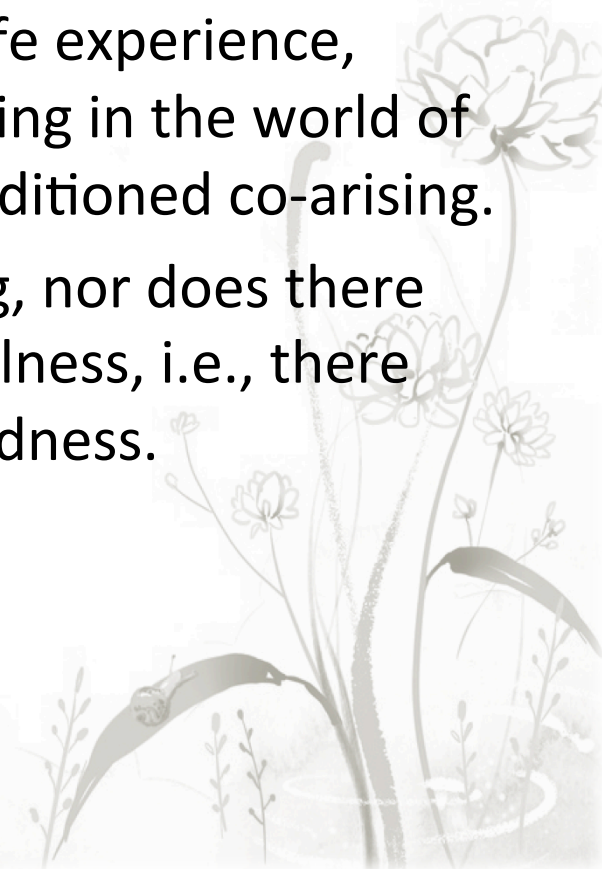 fe experience,
ing in the world of
ditioned co-arising.
g, nor does there
lness, i.e., there
dness.